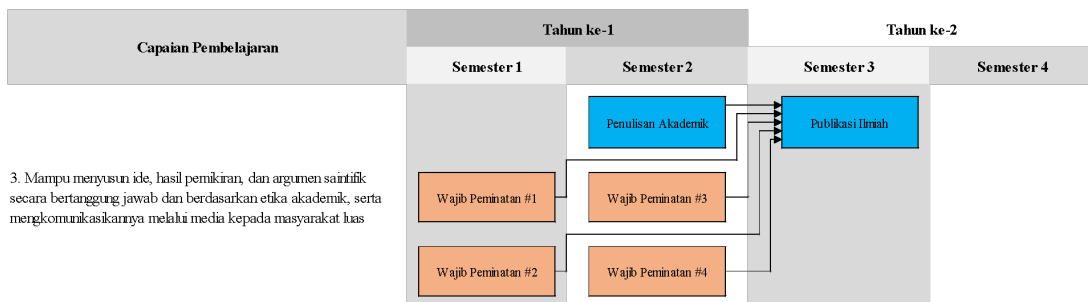 Capaian Pembelajaran
Tahun ke-1
Tahun ke-2
Semester 1
Semester 2
Semester 3
Semester 4
Penulisan Akademik
Publikasi Ilmiah
3. Mampu menyusun ide, hasil pemikiran, dan argumen saintifik
secara bertanggung jawab dan berdasarkan etika akademik, serta
mengkomunikasikannya melalui media kepada masyarakat luas
Wajib Peminatan #1
Wajib Peminatan #3
Wajib Peminatan #2
Wajib Peminatan #4